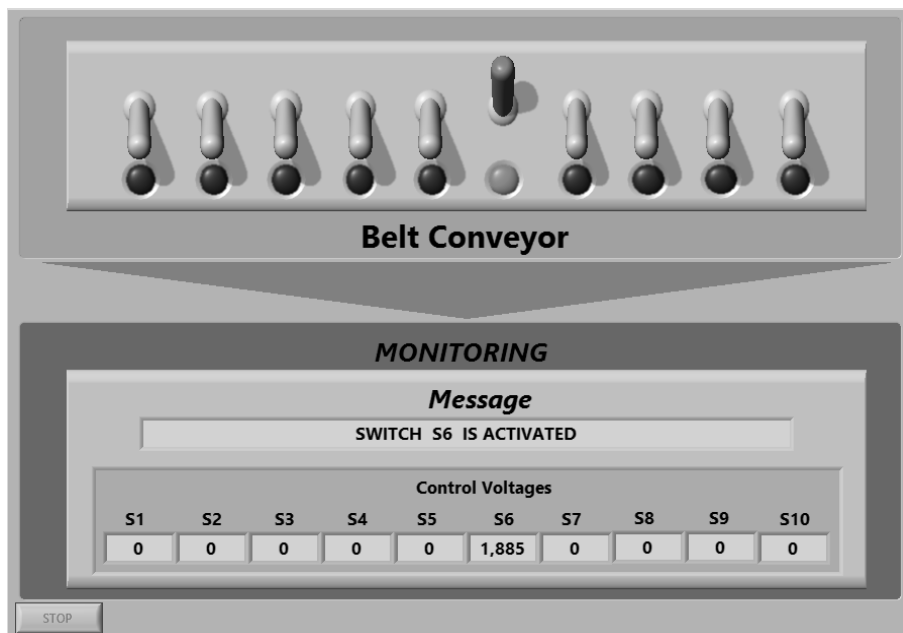 Belt Conveyor
MONITORING
Message
SWITCH S6 IS ACTIVATED
Control Voltages
S1 S2 S3 S4 S5 S6 S7 S8 S9 S10
0 0 0 0 0 1,885 0 0 0 0
STOP